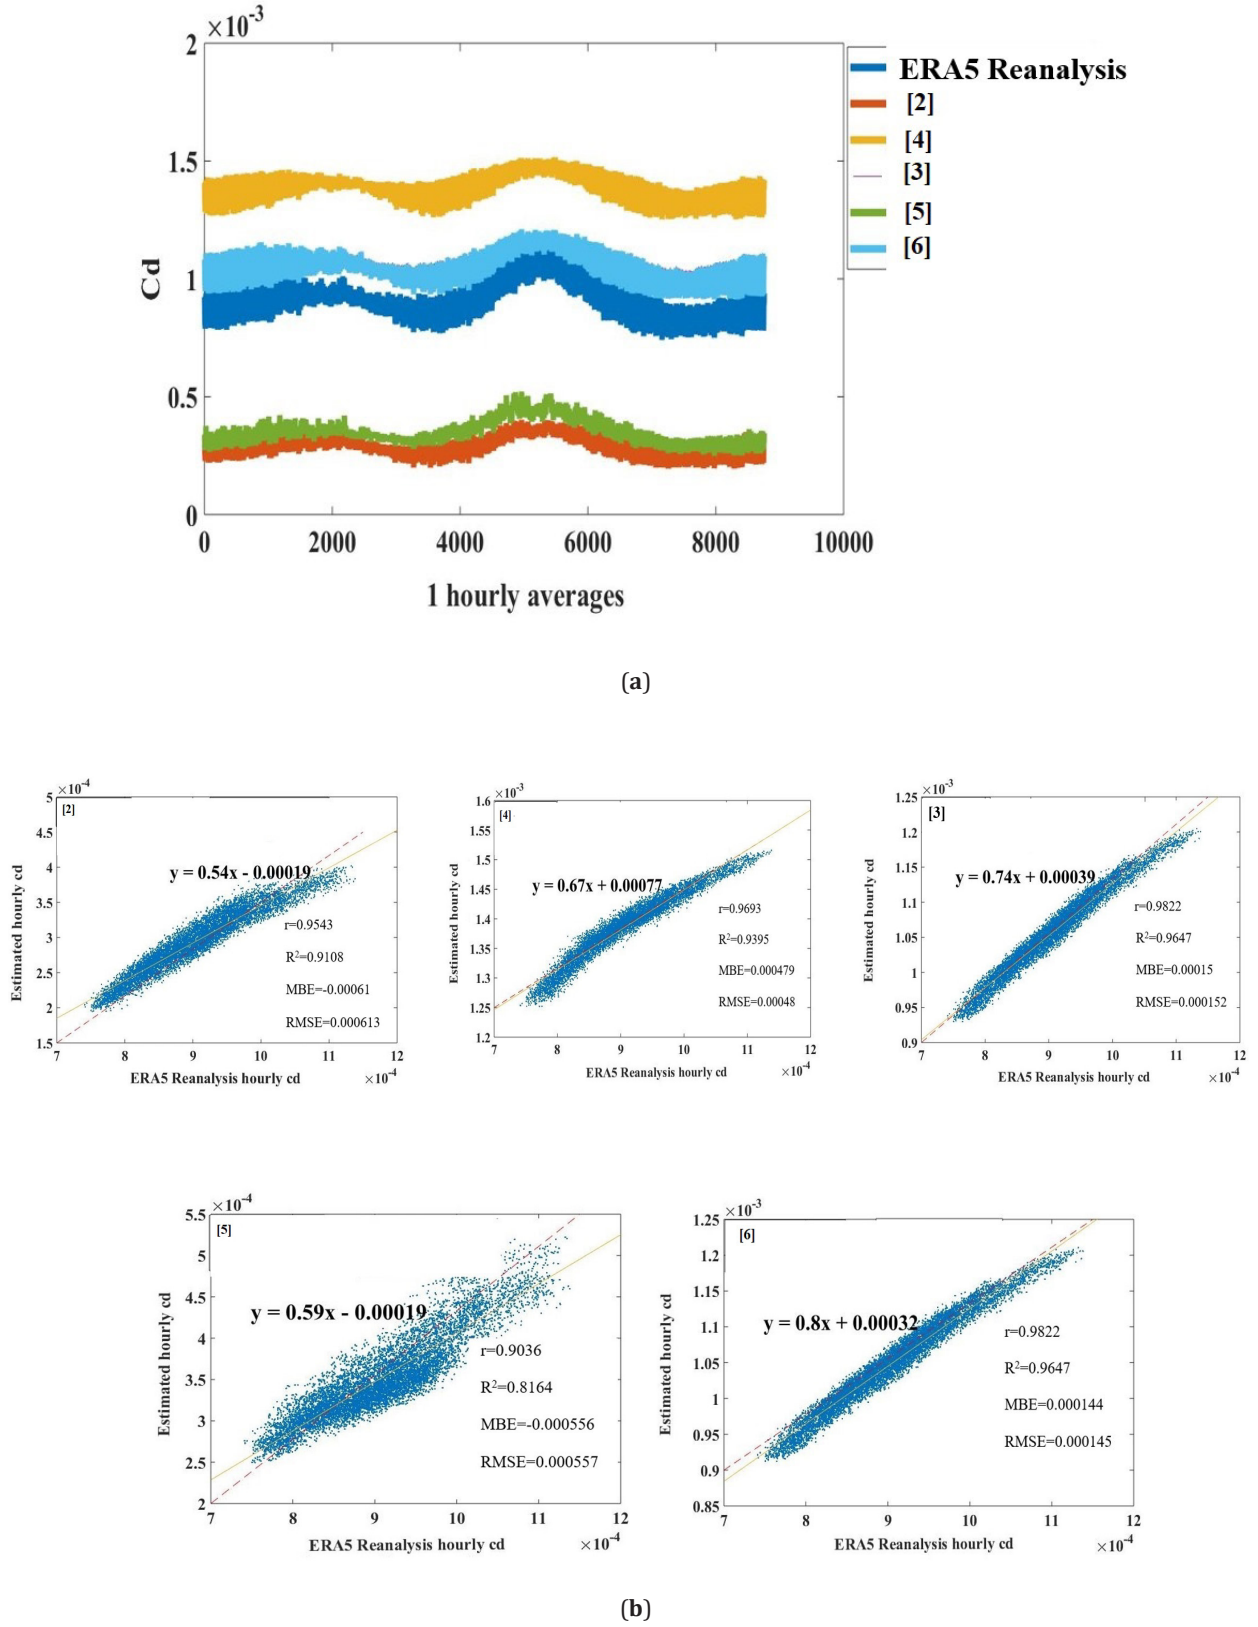 ×10-3
2
1.5
1
0.5
0
Cd
0 2000 4000 6000 8000 10000
1 hourly averages
ERA5 Reanalysis
[2]
[4]
[3]
[5]
[6]
(a)
×10-4
[2]
5
4.5
4
3.5
3
2.5
2
1.5
Estimated hourly cd
y = 0.54x - 0.00019
r=0.9543
R2=0.9108
MBE=-0.00061
RMSE=0.000613
7 8 9 10 11 12
ERA5 Reanalysis hourly cd
×10-4
×10-3
[4]
1.6
1.55
1.5
1.45
1.4
1.35
1.3
1.25
1.2
Estimated hourly cd
y = 0.67x + 0.00077
r=0.9693
R2=0.9395
MBE=0.000479
RMSE=0.00048
7 8 9 10 11 12
ERA5 Reanalysis hourly cd
×10-4
×10-3
[3]
1.25
1.2
1.15
1.1
1.05
1
0.95
0.9
Estimated hourly cd
y = 0.74x + 0.00039
r=0.9822
R2=0.9647
MBE=0.00015
RMSE=0.000152
7 8 9 10 11 12
ERA5 Reanalysis hourly cd
×10-4
×10-4
[5]
5.5
5
4.5
4
3.5
3
2.5
2
Estimated hourly cd
y = 0.59x - 0.00019
r=0.9036
R2=0.8164
MBE=-0.000556
RMSE=0.000557
7 8 9 10 11 12
ERA5 Reanalysis hourly cd
×10-4
×10-3
[6]
1.25
1.2
1.15
1.1
1.05
1
0.95
0.9
0.85
Estimated hourly cd
y = 0.8x + 0.00032
r=0.9822
R2=0.9647
MBE=0.000144
RMSE=0.000145
7 8 9 10 11 12
ERA5 Reanalysis hourly cd
×10-4
(b)